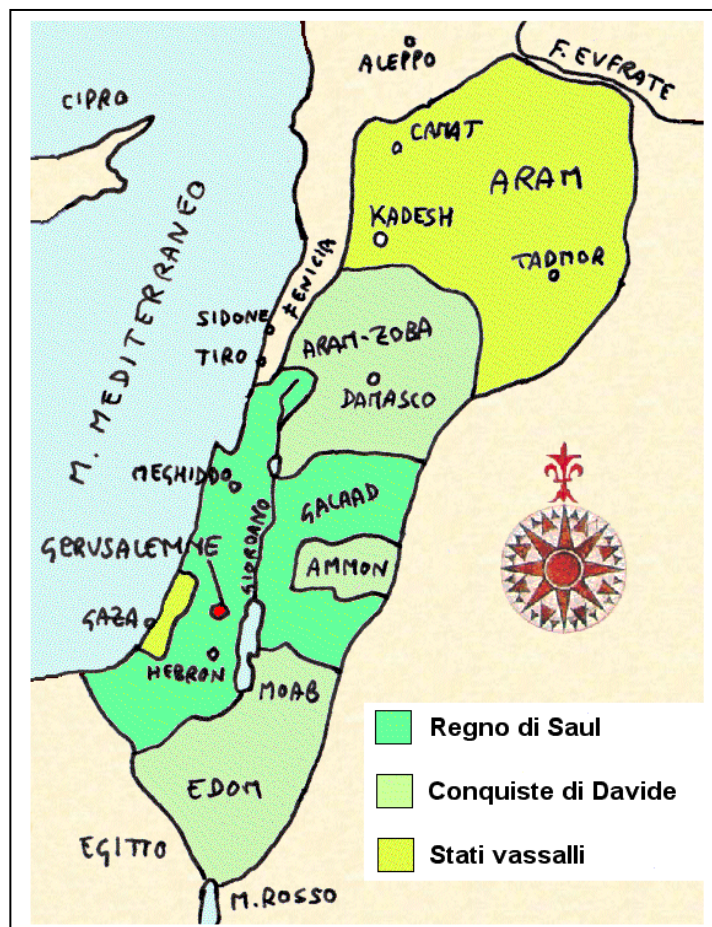 ALEPPO
F. EUFRATE
CIPRO
CAMAT
ARAM
KADESH
TADMOR
M. MEDITERRANEO
FENICIA
SIDONE
TIRO
ARAM-ZOBA
DAMASCO
MEGHIDDO
GALAAD
GIORDANO
GERUSALEMME
AMMON
GAZA
HEBRON
MOAB
EDOM
EGITTO
M. ROSSO
Regno di Saul
Conquiste di Davide
Stati vassalli